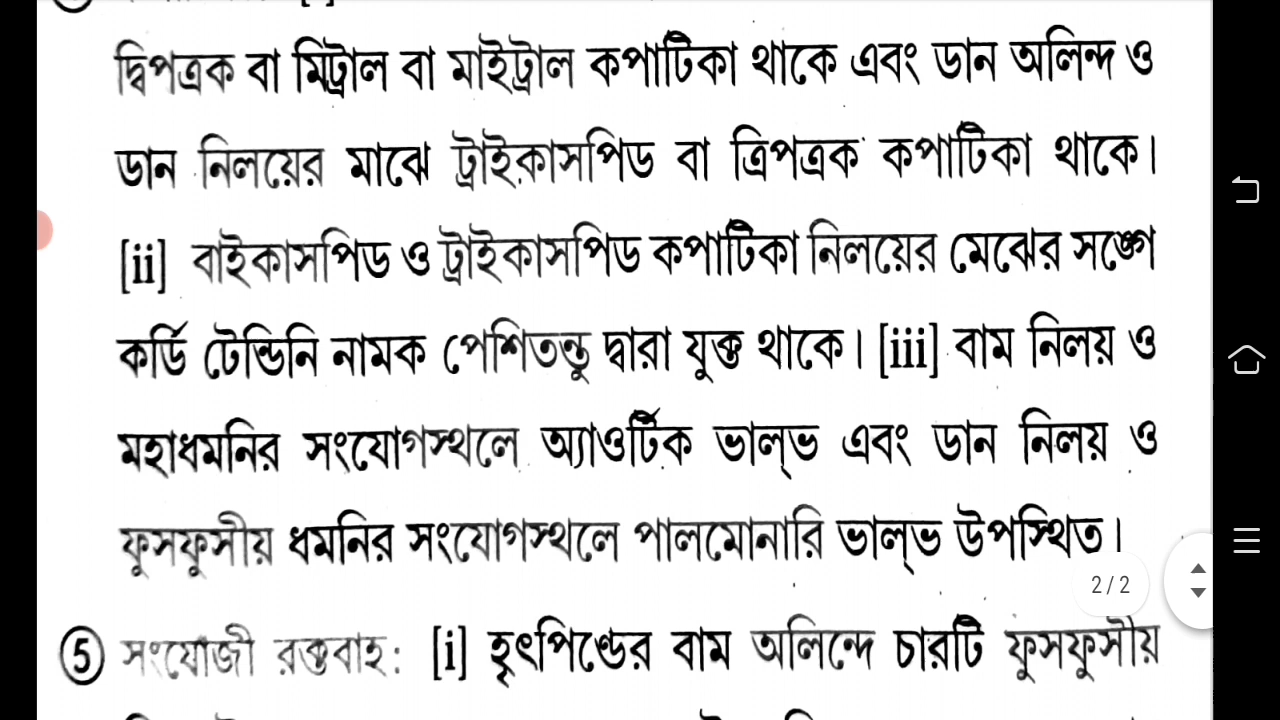 দ্বিপত্রক বা মিট্রাল বা মাইট্রাল কপাটিকা থাকে এবং ডান অলিন্দ ও
ডান নিলয়ের মাঝে ট্রাইকাসপিড বা ত্রিপত্রক কপাটিকা থাকে।
[ii] বাইকাসপিড ও ট্রাইকাসপিড কপাটিকা নিলয়ের মেঝের সঙ্গে
কর্ডি টেন্ডিনি নামক পেশিতন্তু দ্বারা যুক্ত থাকে। [iii] বাম নিলয় ও
মহাধমনির সংযোগস্থলে অ্যাওর্টিক ভাল্‌ভ এবং ডান নিলয় ও
ফুসফুসীয় ধমনির সংযোগস্থলে পালমোনারি ভাল্‌ভ উপস্থিত।
2/2
⑤ সংযোজী রক্তবাহ: [i] হৃৎপিণ্ডের বাম অলিন্দে চারটি ফুসফুসীয়